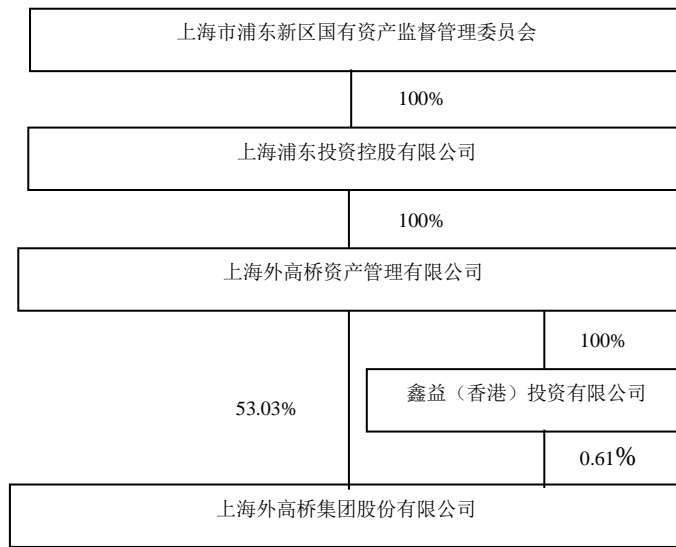 上海市浦东新区国有资产监督管理委员会
100%
上海浦东投资控股有限公司
100%
上海外高桥资产管理有限公司
100%
鑫益（香港）投资有限公司
53.03%
0.61%
上海外高桥集团股份有限公司